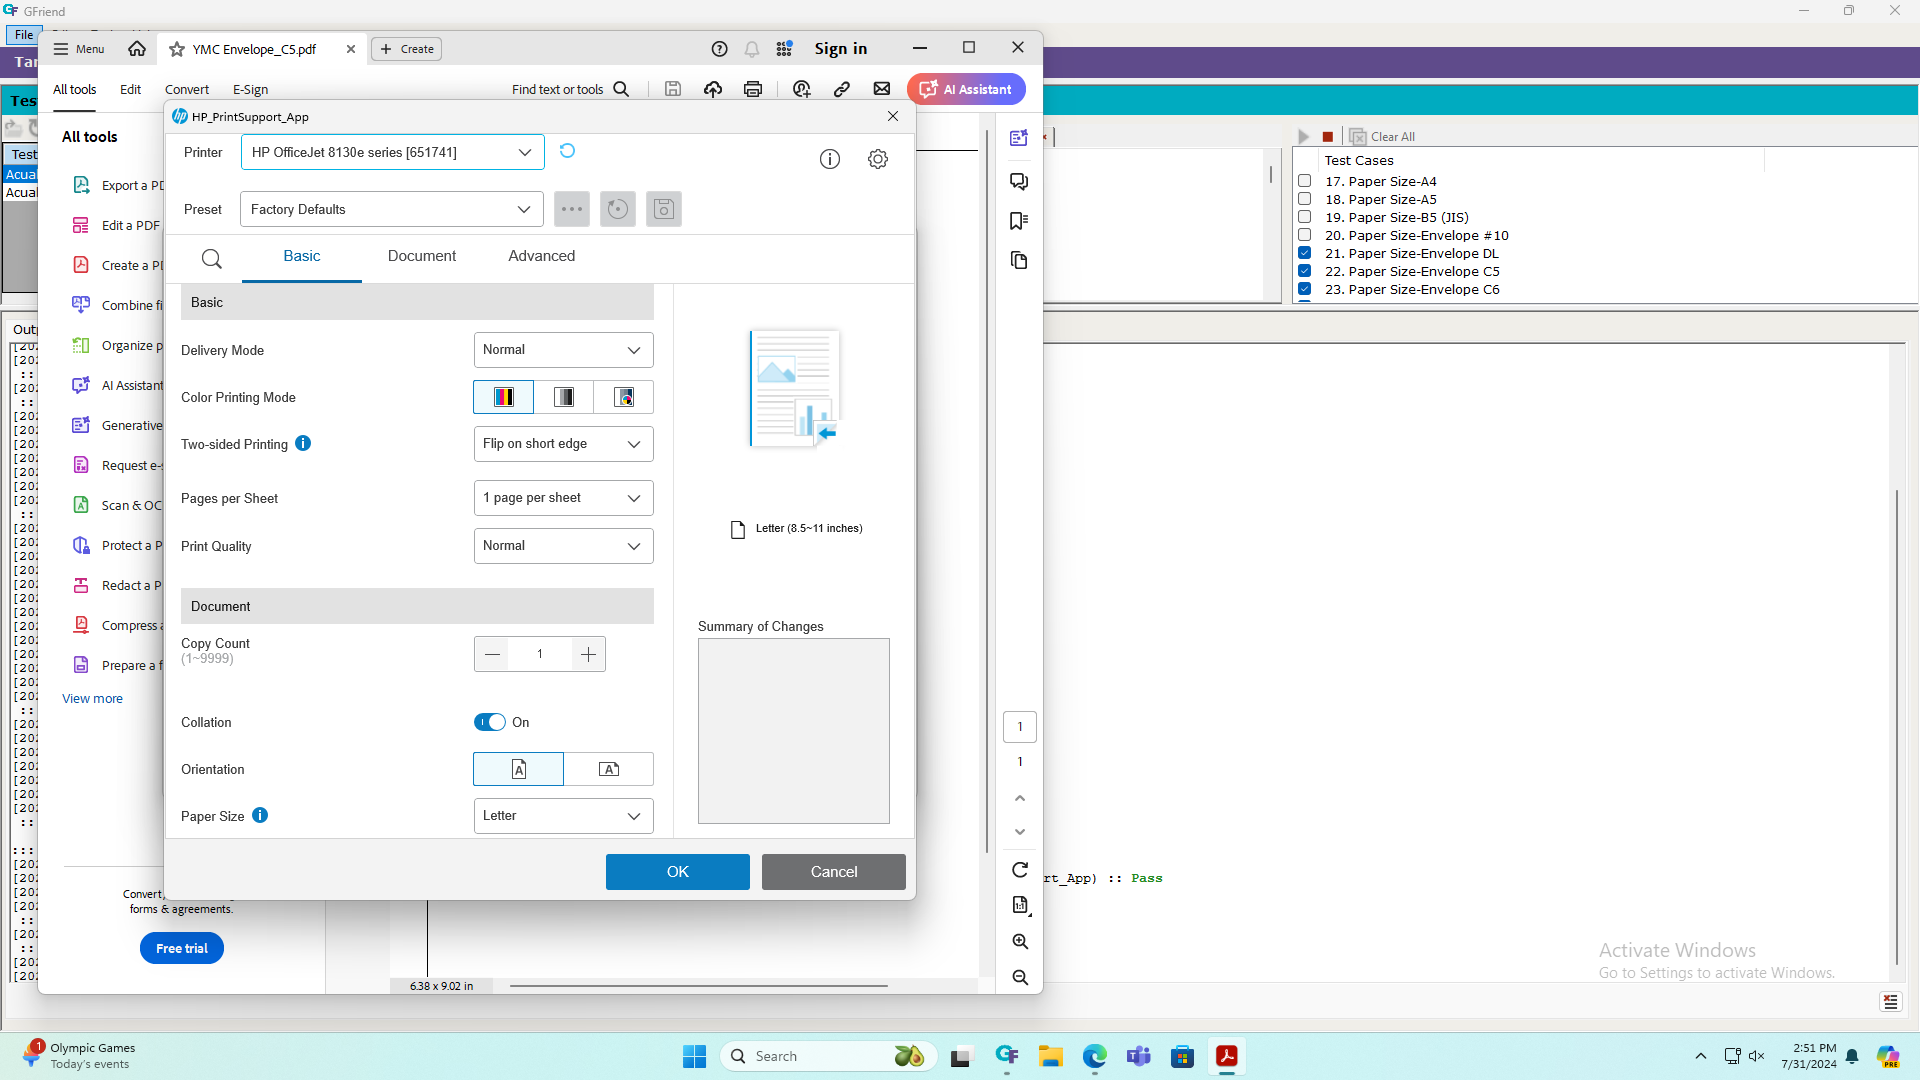 GFriend
File
Menu
YMC Envelope_C5.pdf
Create
Sign in
All tools
Edit
Convert
E-Sign
Find text or tools
AI Assistant
HP_PrintSupport_App
All tools
Export a PD
Edit a PDF
Create a PD
Combine fi
Organize p
AI Assistant
Generative
Request e-s
Scan & OC
Protect a P
Redact a P
Compress a
Prepare a f
View more
Convert,
forms & agreements.
Free trial
Printer
HP OfficeJet 8130e series [651741]
Preset
Factory Defaults
Basic
Document
Advanced
Basic
Delivery Mode
Normal
Color Printing Mode
Two-sided Printing
Flip on short edge
Pages per Sheet
1 page per sheet
Print Quality
Normal
Document
Copy Count
(1~9999)
1
Collation
On
Orientation
Paper Size
Letter
Letter (8.5~11 inches)
Summary of Changes
OK
Cancel
6.38 x 9.02 in
1
1
Clear All
Test Cases
17. Paper Size-A4
18. Paper Size-A5
19. Paper Size-B5 (JIS)
20. Paper Size-Envelope #10
21. Paper Size-Envelope DL
22. Paper Size-Envelope C5
23. Paper Size-Envelope C6
rt_App) :: Pass
Activate Windows
Go to Settings to activate Windows.
1
Olympic Games
Today's events
Search
2:51 PM
7/31/2024